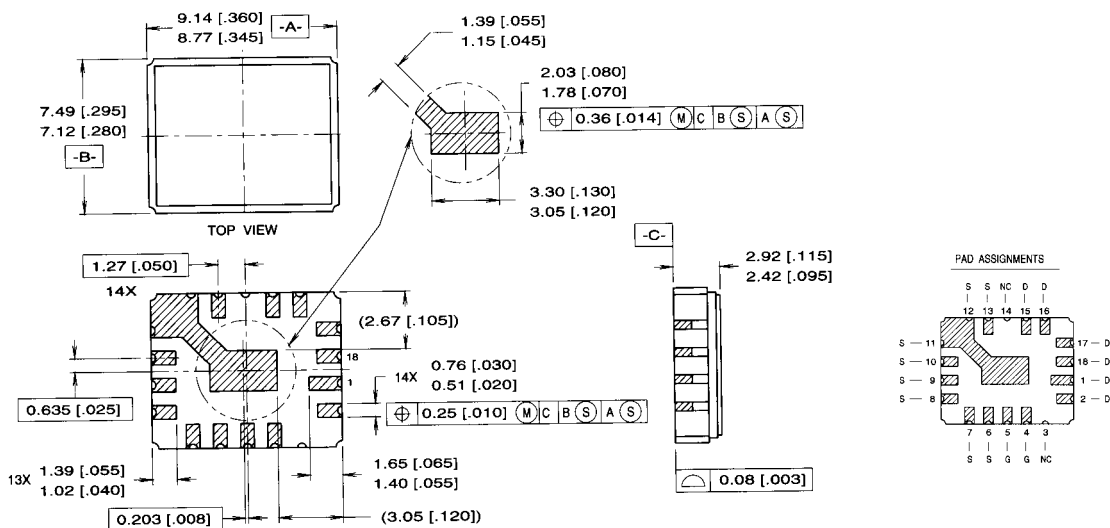 9.14 [.360]
8.77 [.345]
-A-
7.49 [.295]
7.12 [.280]
-B-
TOP VIEW
1.39 [.055]
1.15 [.045]
2.03 [.080]
1.78 [.070]
⌖ 0.36 [.014] Ⓜ C B Ⓢ A Ⓢ
3.30 [.130]
3.05 [.120]
1.27 [.050]
14X
(2.67 [.105])
18
1
14X 0.76 [.030]
0.51 [.020]
⌖ 0.25 [.010] Ⓜ C B Ⓢ A Ⓢ
0.635 [.025]
13X 1.39 [.055]
1.02 [.040]
1.65 [.065]
1.40 [.055]
0.203 [.008]
(3.05 [.120])
-C-
2.92 [.115]
2.42 [.095]
⌓ 0.08 [.003]
PAD ASSIGNMENTS
S S NC D D
12 13 14 15 16
S 11
S 10
S 9
S 8
17 D
18 D
1 D
2 D
7 6 5 4 3
S S G G NC